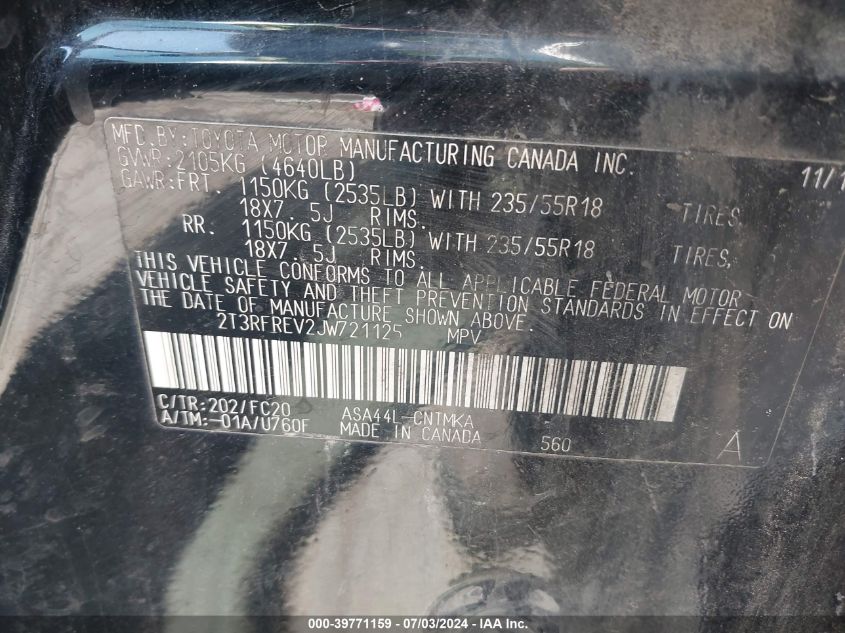 MFD. BY: TOYOTA MOTOR MANUFACTURING CANADA INC. 11/1
GVWR: 2105KG (4640LB)
GAWR: FRT. 1150KG (2535LB) WITH 235/55R18 TIRES,
18X7. 5J RIMS.
RR. 1150KG (2535LB) WITH 235/55R18 TIRES,
18X7. 5J RIMS.
THIS VEHICLE CONFORMS TO ALL APPLICABLE FEDERAL MOTOR
VEHICLE SAFETY AND THEFT PREVENTION STANDARDS IN EFFECT ON
THE DATE OF MANUFACTURE SHOWN ABOVE.
2T3RFREV2JW721125 MPV
C/TR: 202/FC20 ASA44L-CNTMKA
A/TM: -01A/U760F MADE IN CANADA 560 A
000-39771159 / 07/03/2024 - IAA Inc.